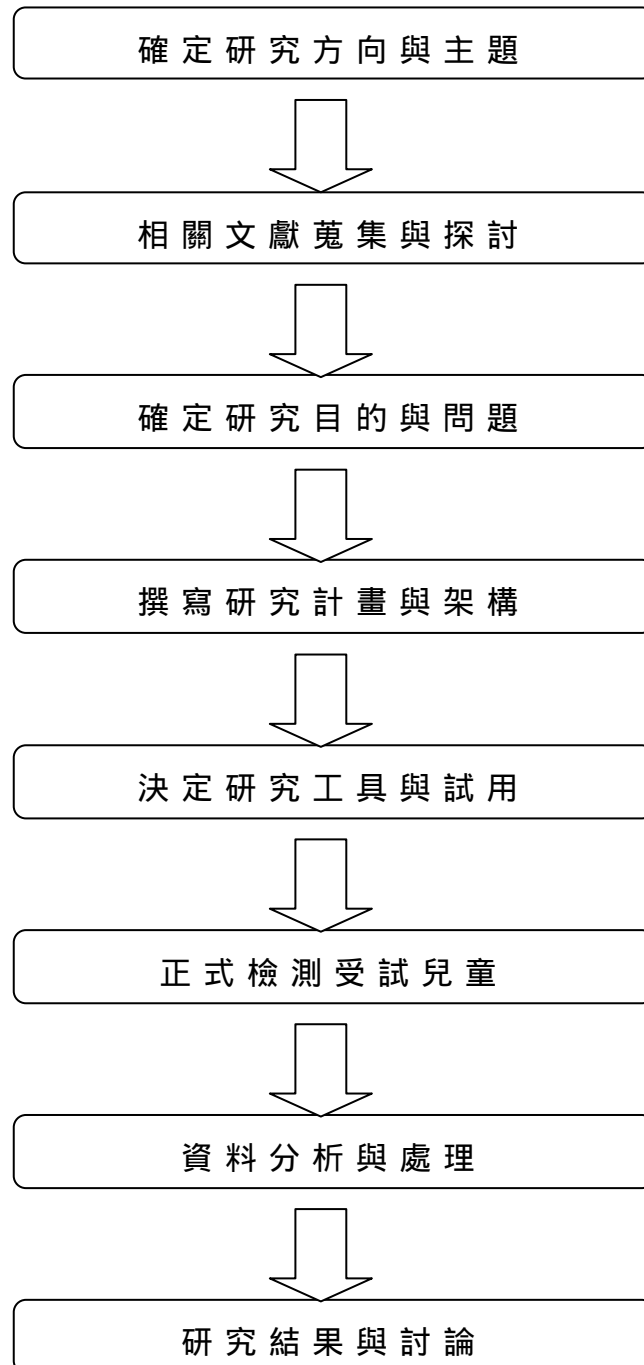 確定研究方向與主題
相關文獻蒐集與探討
確定研究目的與問題
撰寫研究計畫與架構
決定研究工具與試用
正式檢測受試兒童
資料分析與處理
研究結果與討論